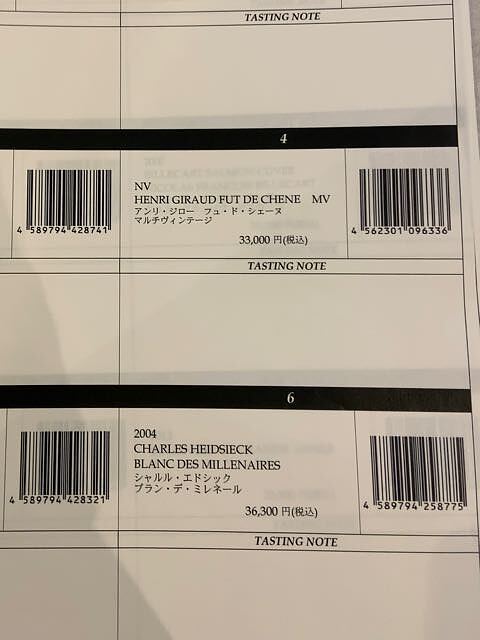 TASTING NOTE
4
NV
HENRI GIRAUD FUT DE CHENE MV
アンリ・ジロー フュ・ド・シェーヌ
マルチヴィンテージ
33,000 円(税込)
4 589794 428741
4 562301 096336
TASTING NOTE
6
2004
CHARLES HEIDSIECK
BLANC DES MILLENAIRES
シャルル・エドシック
ブラン・デ・ミレネール
36,300 円(税込)
4 589794 428321
4 589794 258775
TASTING NOTE